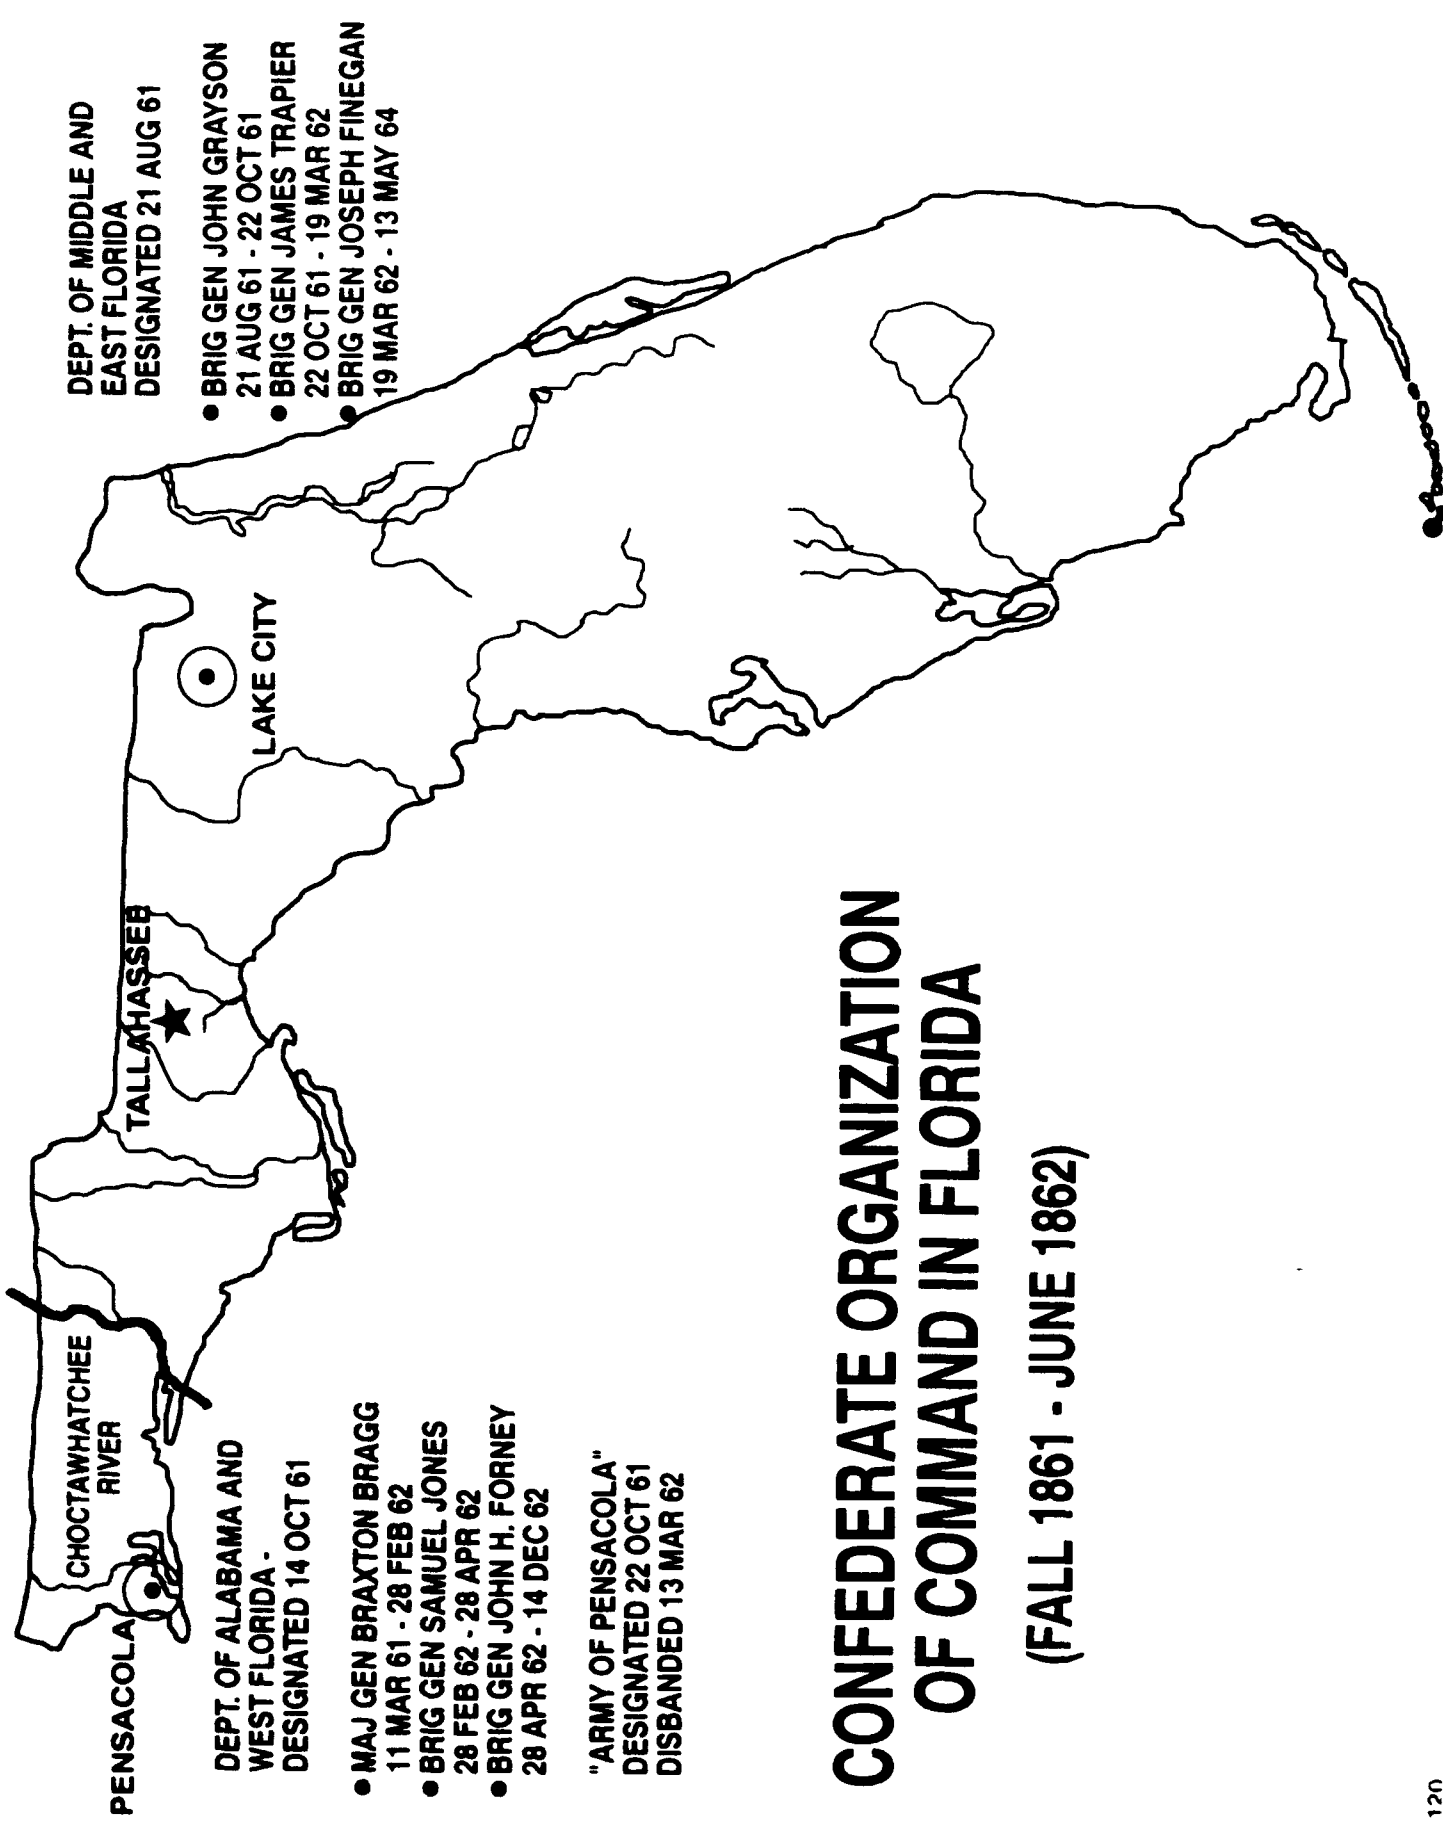 DEPT. OF MIDDLE AND
EAST FLORIDA
DESIGNATED 21 AUG 61
● BRIG GEN JOHN GRAYSON
21 AUG 61 - 22 OCT 61
● BRIG GEN JAMES TRAPIER
22 OCT 61 - 19 MAR 62
● BRIG GEN JOSEPH FINEGAN
19 MAR 62 - 13 MAY 64
LAKE CITY
TALLAHASSEE
CHOCTAWHATCHEE
RIVER
PENSACOLA
DEPT. OF ALABAMA AND
WEST FLORIDA -
DESIGNATED 14 OCT 61
● MAJ GEN BRAXTON BRAGG
11 MAR 61 - 28 FEB 62
● BRIG GEN SAMUEL JONES
28 FEB 62 - 28 APR 62
● BRIG GEN JOHN H. FORNEY
28 APR 62 - 14 DEC 62
"ARMY OF PENSACOLA"
DESIGNATED 22 OCT 61
DISBANDED 13 MAR 62
CONFEDERATE ORGANIZATION
OF COMMAND IN FLORIDA
(FALL 1861 - JUNE 1862)
120